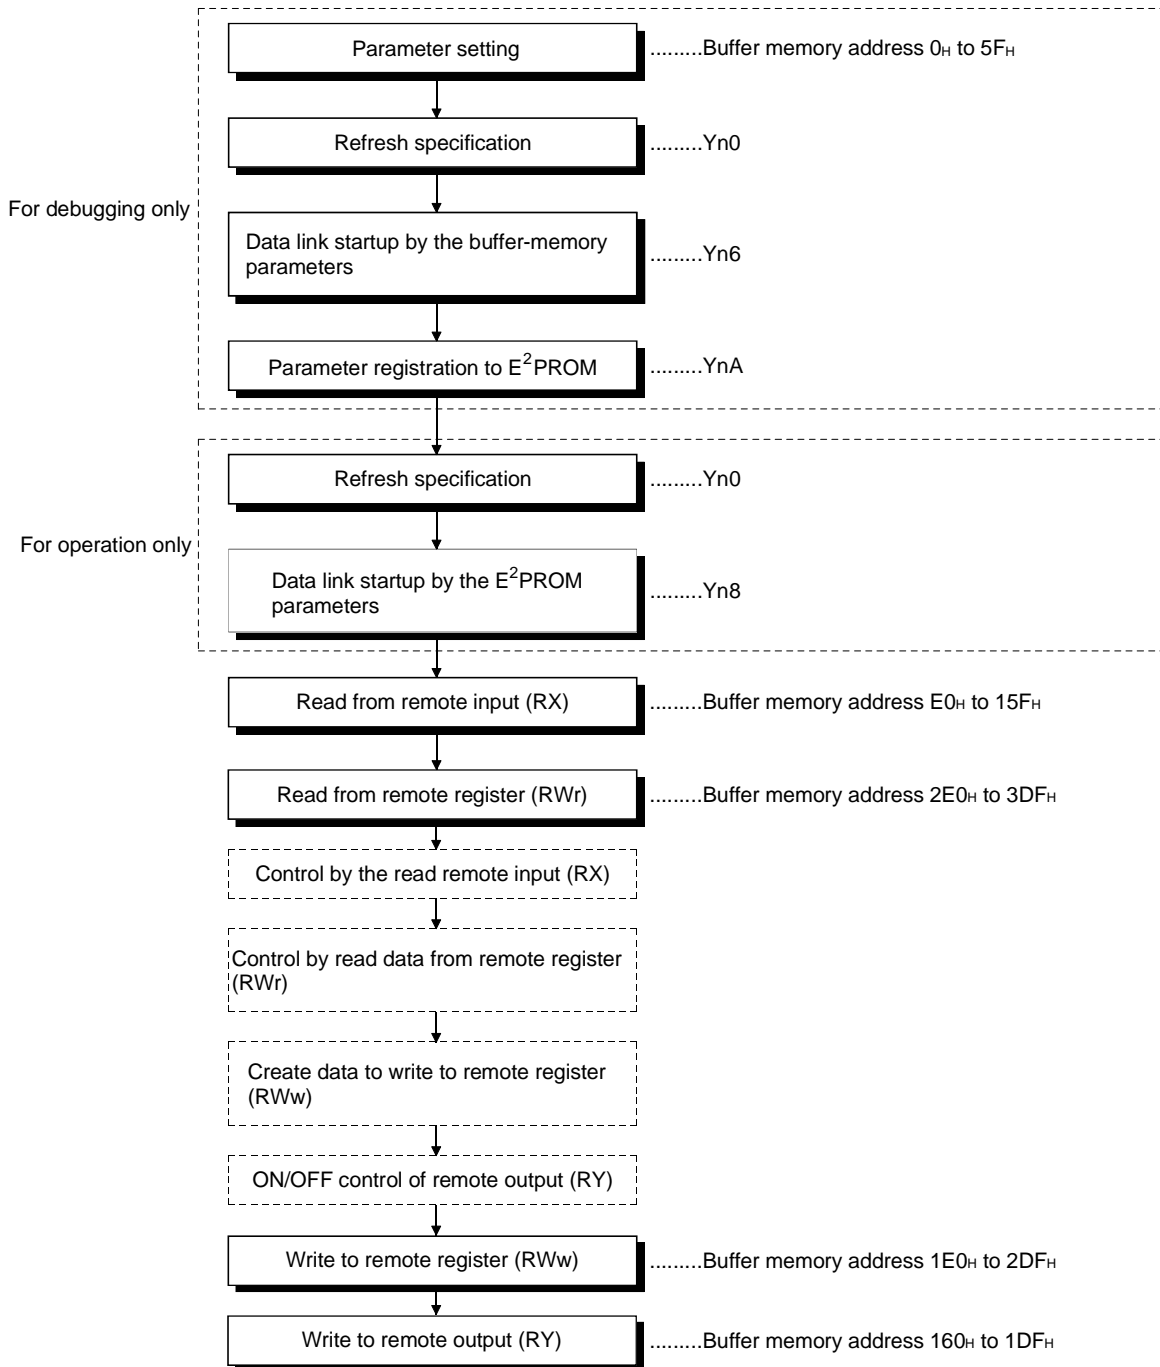 Parameter setting .........Buffer memory address 0H to 5FH
Refresh specification .........Yn0
For debugging only
Data link startup by the buffer-memory
parameters
.........Yn6
Parameter registration to E²PROM .........YnA
Refresh specification .........Yn0
For operation only
Data link startup by the E²PROM
parameters
.........Yn8
Read from remote input (RX) .........Buffer memory address E0H to 15FH
Read from remote register (RWr) .........Buffer memory address 2E0H to 3DFH
Control by the read remote input (RX)
Control by read data from remote register
(RWr)
Create data to write to remote register
(RWw)
ON/OFF control of remote output (RY)
Write to remote register (RWw) .........Buffer memory address 1E0H to 2DFH
Write to remote output (RY) .........Buffer memory address 160H to 1DFH